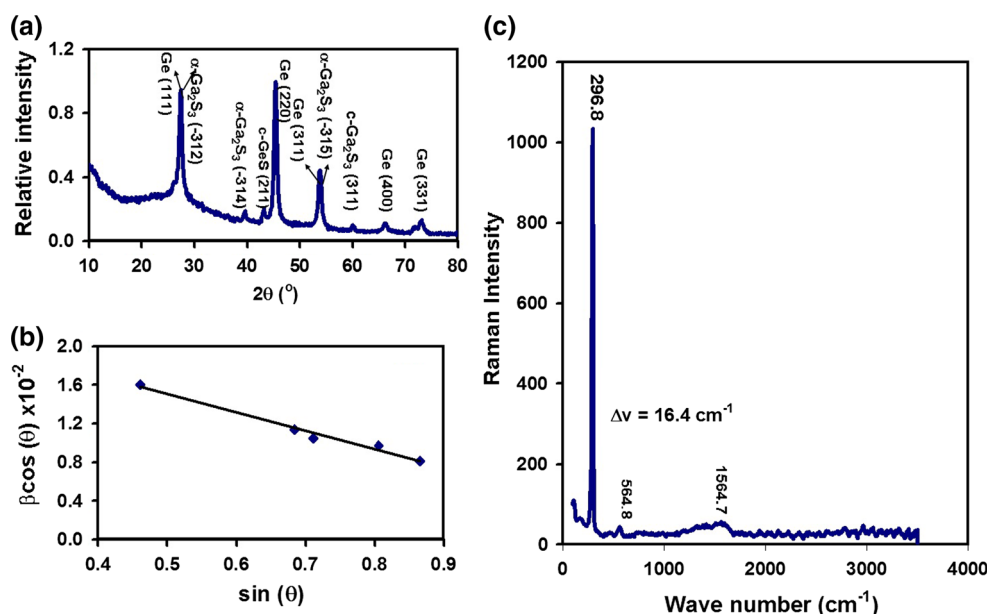 (a)
Relative intensity
1.2
0.8
0.4
0.0
10 20 30 40 50 60 70 80
2θ (°)
Ge (111)
α-Ga₂S₃ (-312)
α-Ga₂S₃ (-314)
c-GeS (211)
Ge (220)
Ge (311)
α-Ga₂S₃ (-315)
c-Ga₂S₃ (311)
Ge (400)
Ge (331)
(b)
βcos (θ) x10⁻²
2.0
1.6
1.2
0.8
0.4
0.0
0.4 0.5 0.6 0.7 0.8 0.9
sin (θ)
(c)
Raman Intensity
1200
1000
800
600
400
200
0
296.8
Δv = 16.4 cm⁻¹
564.8
1564.7
0 1000 2000 3000 4000
Wave number (cm⁻¹)